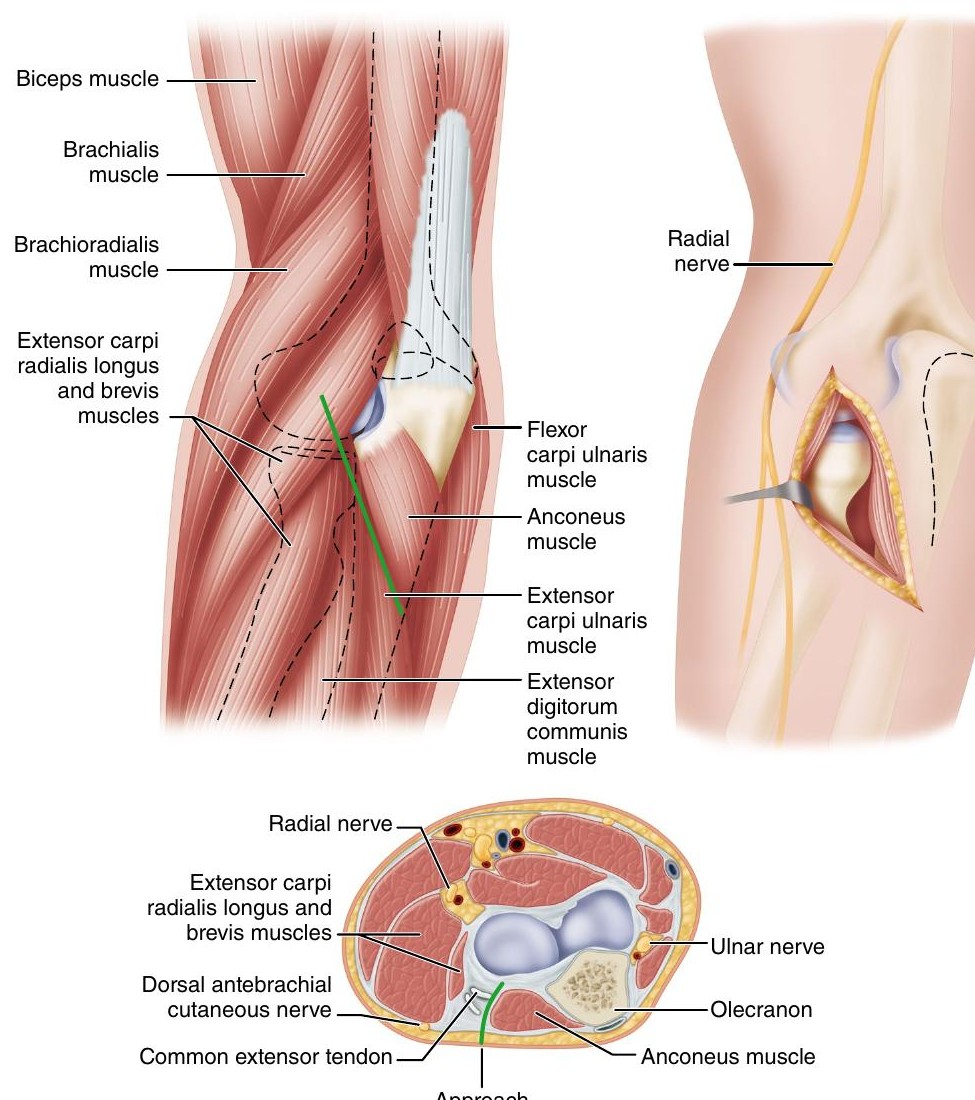 Biceps muscle
Brachialis
muscle
Brachioradialis
muscle
Extensor carpi
radialis longus
and brevis
muscles
Flexor
carpi ulnaris
muscle
Anconeus
muscle
Extensor
carpi ulnaris
muscle
Extensor
digitorum
communis
muscle
Radial
nerve
Radial nerve
Extensor carpi
radialis longus and
brevis muscles
Dorsal antebrachial
cutaneous nerve
Common extensor tendon
Ulnar nerve
Olecranon
Anconeus muscle
Approach